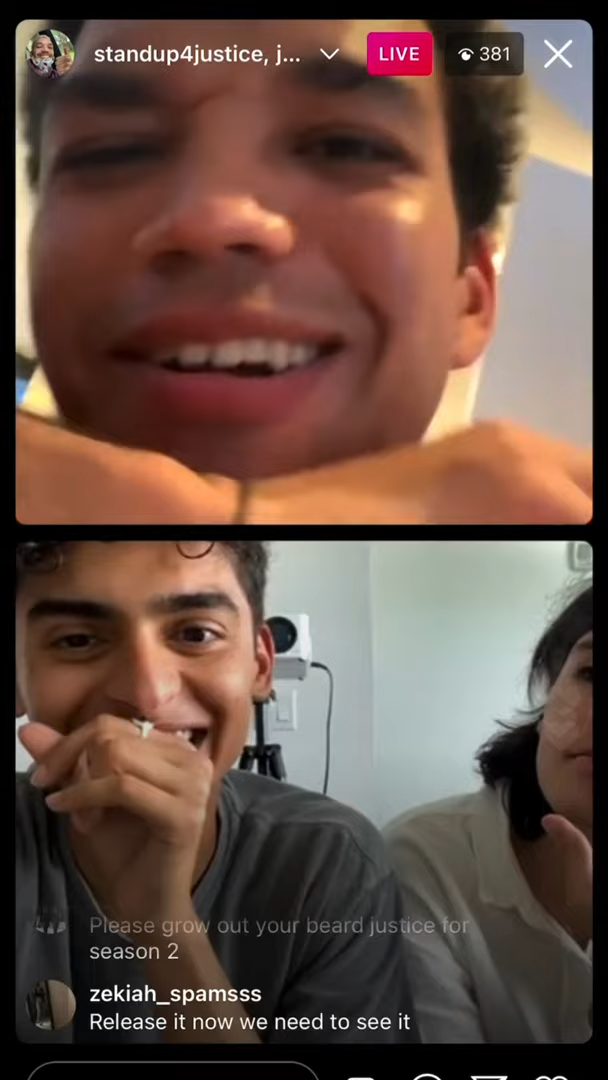 standup4justice, j...
LIVE
381
Please grow out your beard justice for
season 2
zekiah_spamsss
Release it now we need to see it